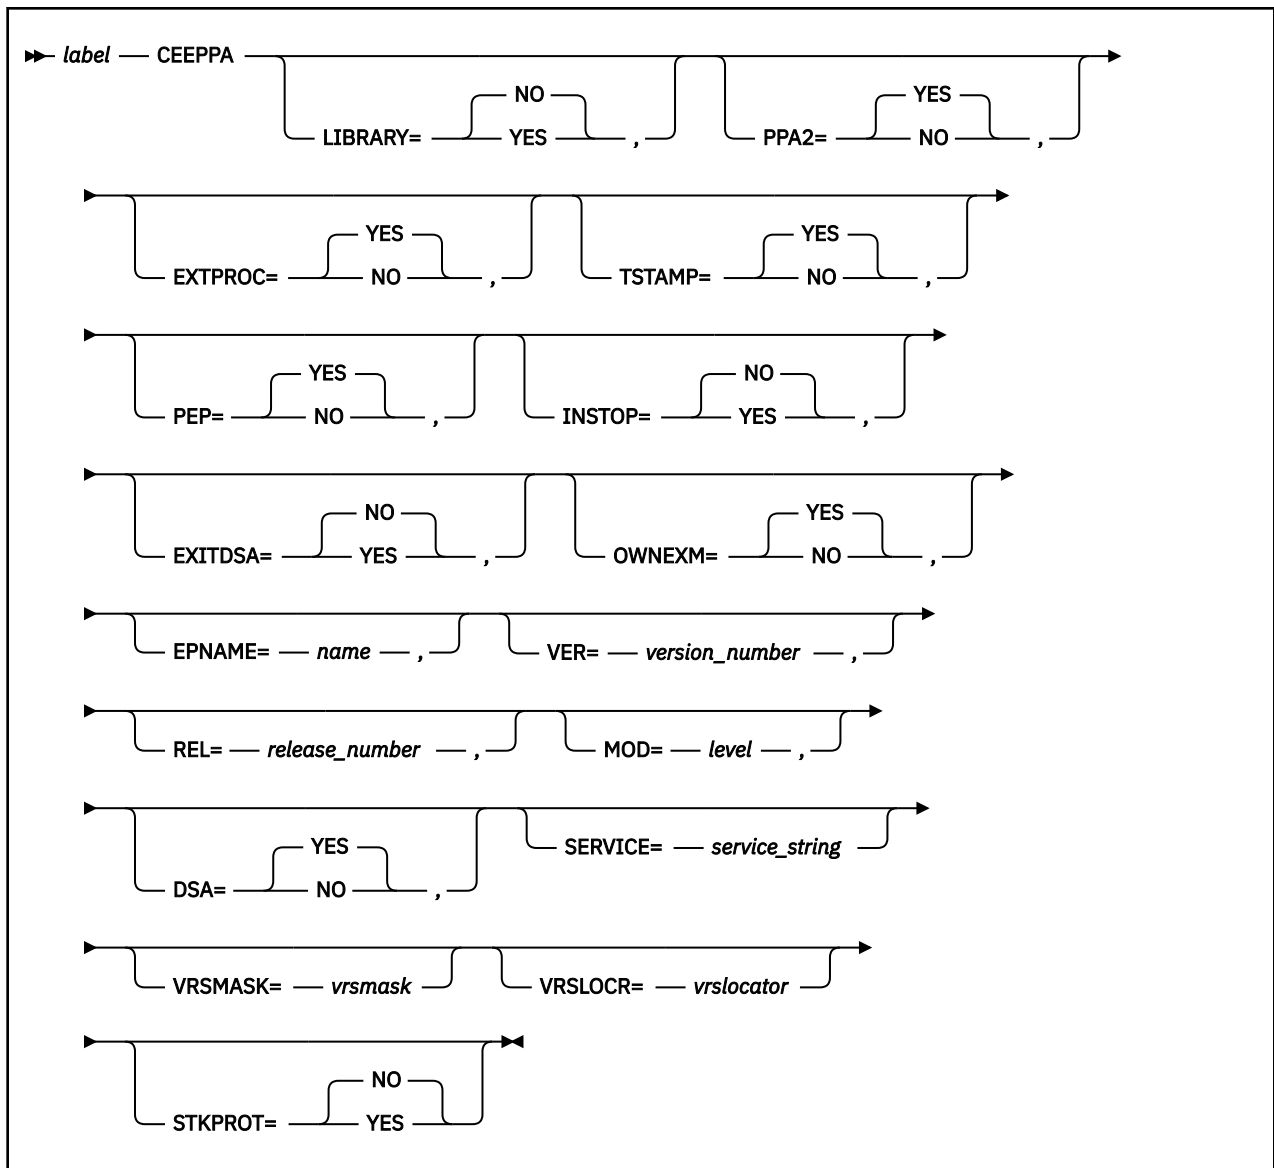 label CEEPPA
NO YES
LIBRARY= YES , PPA2= NO ,
YES YES
EXTPROC= NO , TSTAMP= NO ,
YES NO
PEP= NO , INSTOP= YES ,
NO YES
EXITDSA= YES , OWNEXM= NO ,
EPNAME= name , VER= version_number ,
REL= release_number , MOD= level ,
YES SERVICE= service_string
DSA= NO ,
VRSMASK= vrsmask VRSLOCR= vrslocator
NO
STKPROT= YES